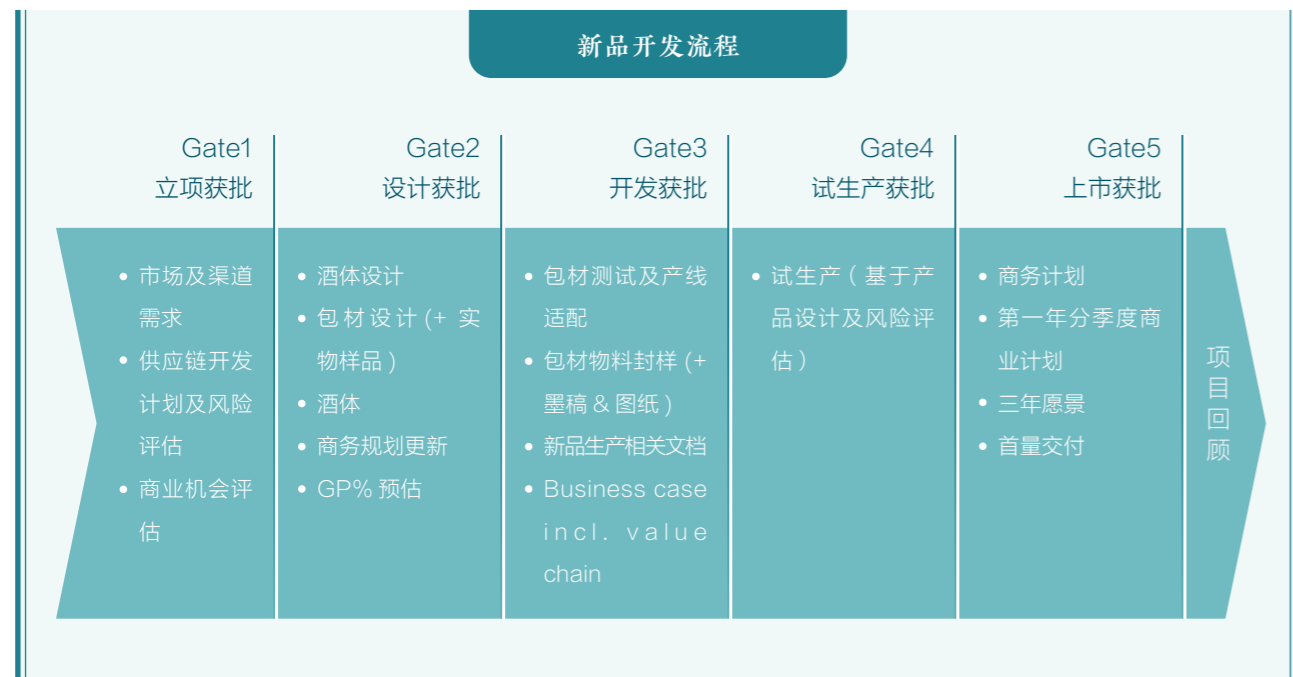 新品开发流程
Gate1
立项获批
Gate2
设计获批
Gate3
开发获批
Gate4
试生产获批
Gate5
上市获批
• 市场及渠道
需求
• 供应链开发
计划及风险
评估
• 商业机会评
估
• 酒体设计
• 包材设计 (+ 实
物样品 )
• 酒体
• 商务规划更新
• GP% 预估
• 包材测试及产线
适配
• 包材物料封样 (+
墨稿 & 图纸 )
• 新品生产相关文档
• Business case
incl. value
chain
• 试生产（基于产
品设计及风险评
估）
• 商务计划
• 第一年分季度商
业计划
• 三年愿景
• 首量交付
项
目
回
顾